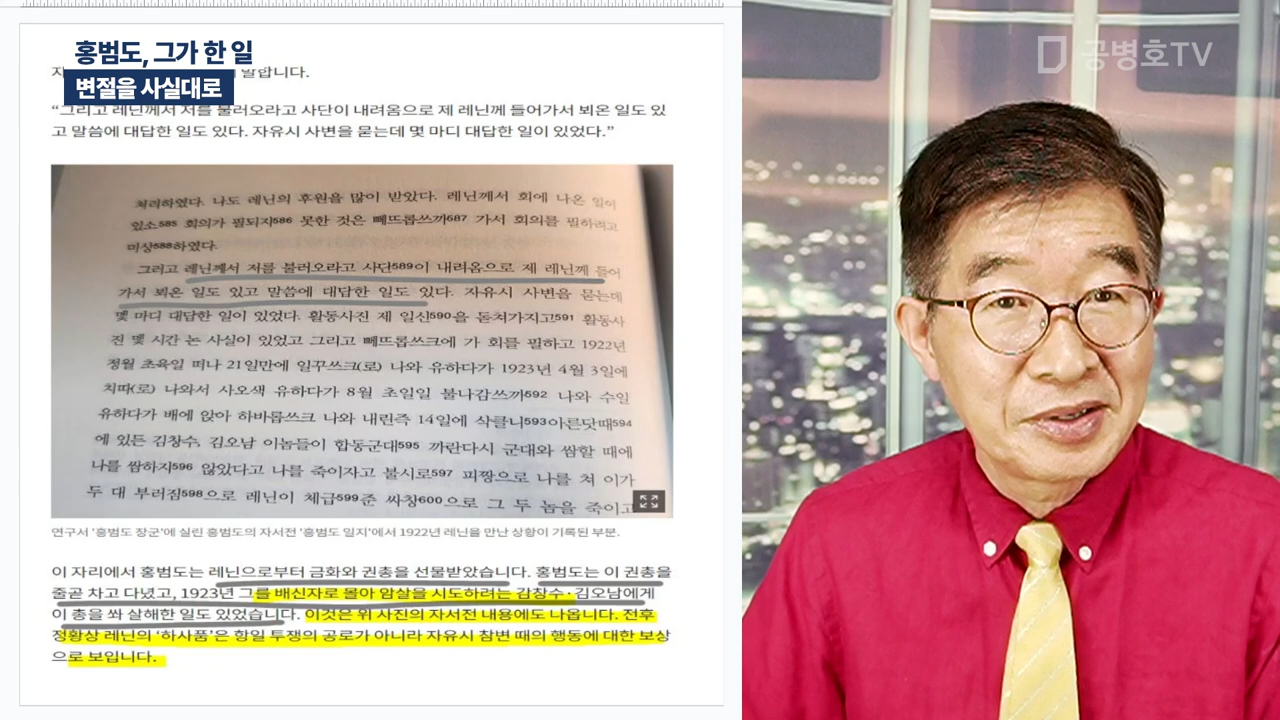 홍범도, 그가 한 일
변절을 사실대로
말합니다.
“그리고 레닌께서 저를 불러오라고 사단이 내려옴으로 제 레닌께 들어가서 뵈온 일도 있
고 말씀에 대답한 일도 있다. 자유시 사변을 묻는데 몇 마디 대답한 일이 있었다.”
처리하였다. 나도 레닌의 후원을 많이 받았다. 레닌께서 회에 나온 일이
있소585 회의가 필되지586 못한 것은 뻬뜨롭쓰까587 가서 회의를 필하려고
미상588하였다.
그러고 레닌께서 저를 불러오라고 사단589이 내려옴으로 제 레닌께 들어
가서 뵈온 일도 있고 말씀에 대답한 일도 있다. 자유시 사변을 묻는데
몇 마디 대답한 일이 있었다. 활동사진 제 일신590을 돋쳐가지고591 활동사
진 몇 시간 논 사실이 있었고 그리고 뻬뜨롭쓰크에 가 회를 필하고 1922년
정월 초육일 떠나 21일만에 일꾸쓰크(로) 나와 유하다가 1923년 4월 3일에
치따(로) 나와서 사오색 유하다가 8월 초일일 불나감쓰까592 나와 수일
유하다가 배에 앉아 하바롭쓰크 나와 내린즉 14일에 삭클니593아른닷때594
에 있든 김창수, 김오남 이놈들이 합동군대595 까란다시 군대와 쌈할 때에
나를 쌈하지596 않았다고 나를 죽이자고 불시로597 피짱으로 나를 쳐 이가
두 대 부러짐598으로 레닌이 체급599준 싸창600으로 그 두 놈을 죽이고
연구서 '홍범도 장군'에 실린 홍범도의 자서전 '홍범도 일지'에서 1922년 레닌을 만난 상황이 기록된 부분.
이 자리에서 홍범도는 레닌으로부터 금화와 권총을 선물받았습니다. 홍범도는 이 권총을
줄곧 차고 다녔고, 1923년 그를 배신자로 몰아 암살을 시도하려는 김창수·김오남에게
이 총을 쏴 살해한 일도 있었습니다. 이것은 위 사진의 자서전 내용에도 나옵니다. 전후
정황상 레닌의 ‘하사품’은 항일 투쟁의 공로가 아니라 자유시 참변 때의 행동에 대한 보상
으로 보입니다.
공병호TV